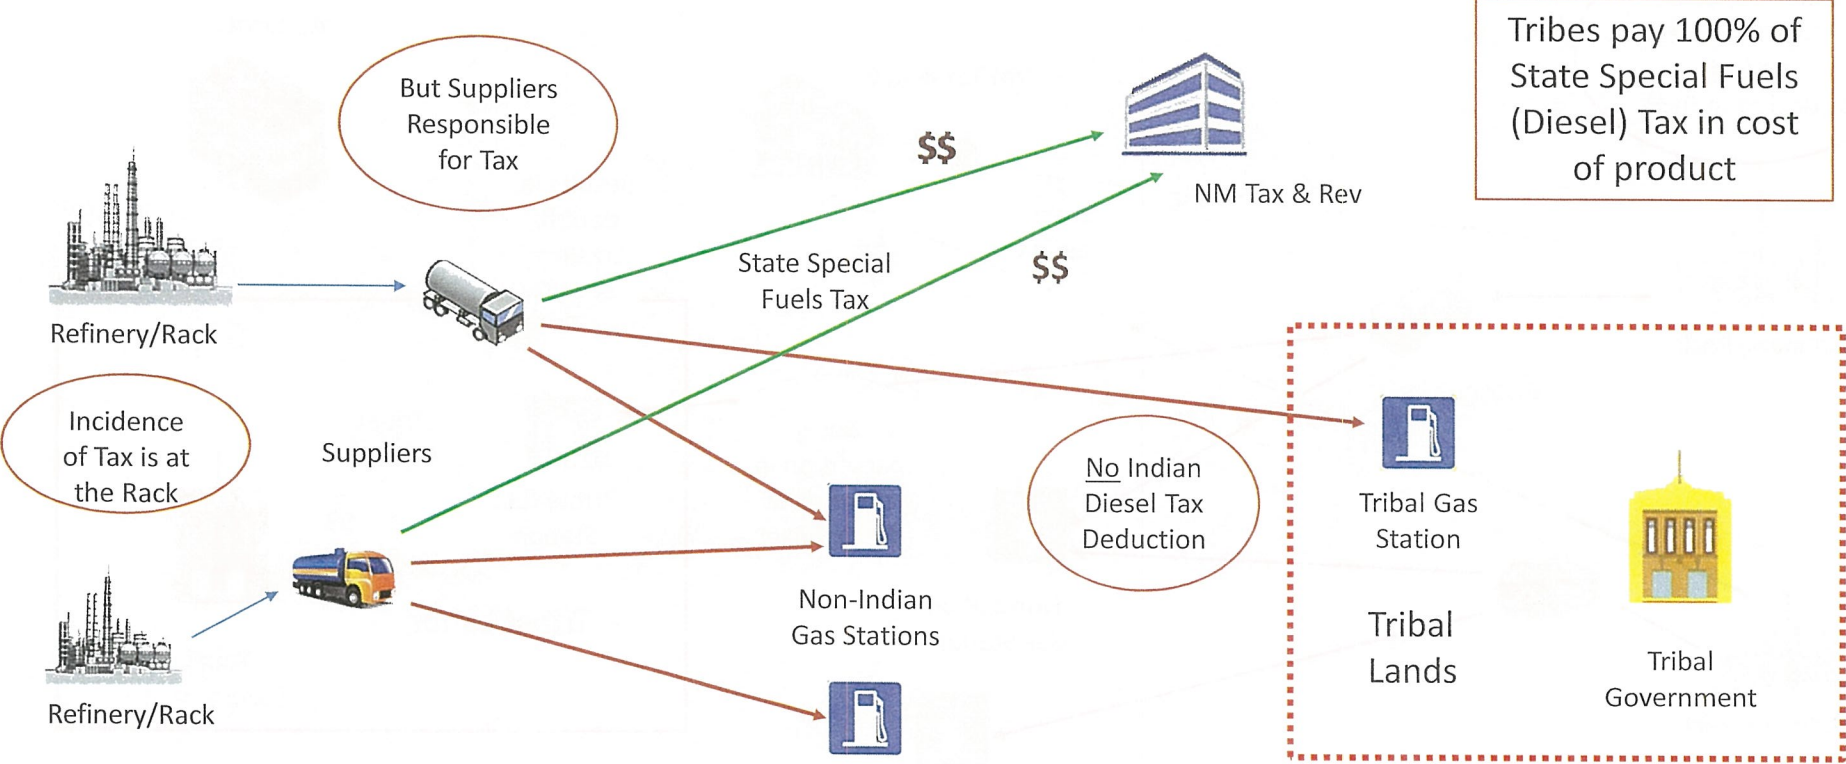 Tribes pay 100% of
State Special Fuels
(Diesel) Tax in cost
of product
But Suppliers
Responsible
for Tax
$$
NM Tax & Rev
State Special
Fuels Tax
$$
Refinery/Rack
Incidence
of Tax is at
the Rack
Suppliers
No Indian
Diesel Tax
Deduction
Tribal Gas
Station
Non-Indian
Gas Stations
Tribal
Lands
Tribal
Government
Refinery/Rack